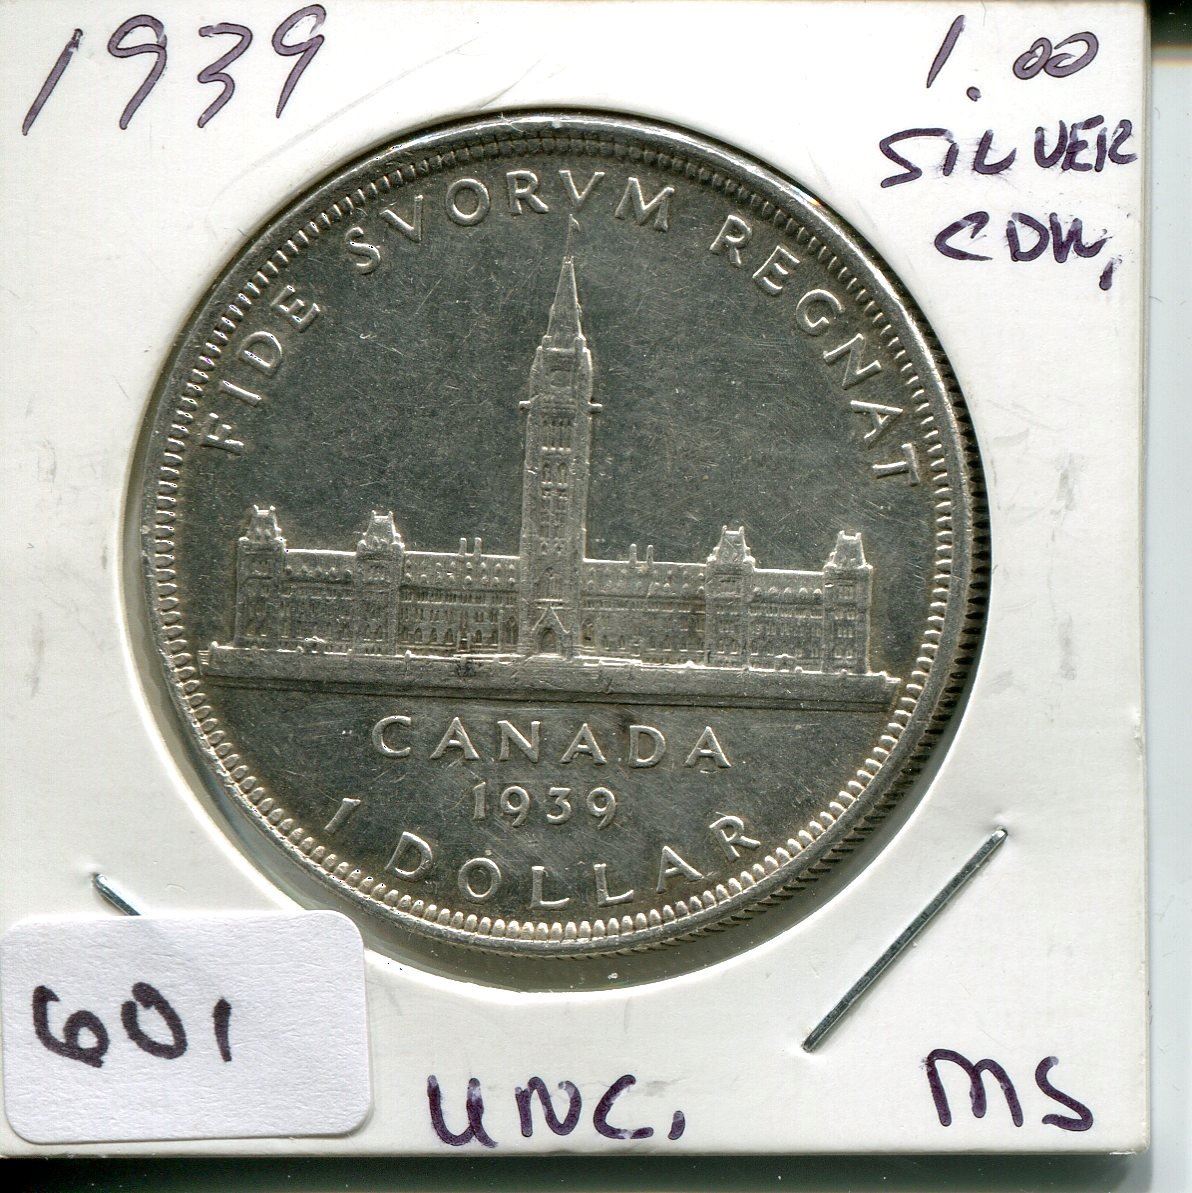 1939
1.00
SILVER
CDN,
FIDE SVORVM REGNAT
CANADA
1939
1 DOLLAR
601
UNC,
MS